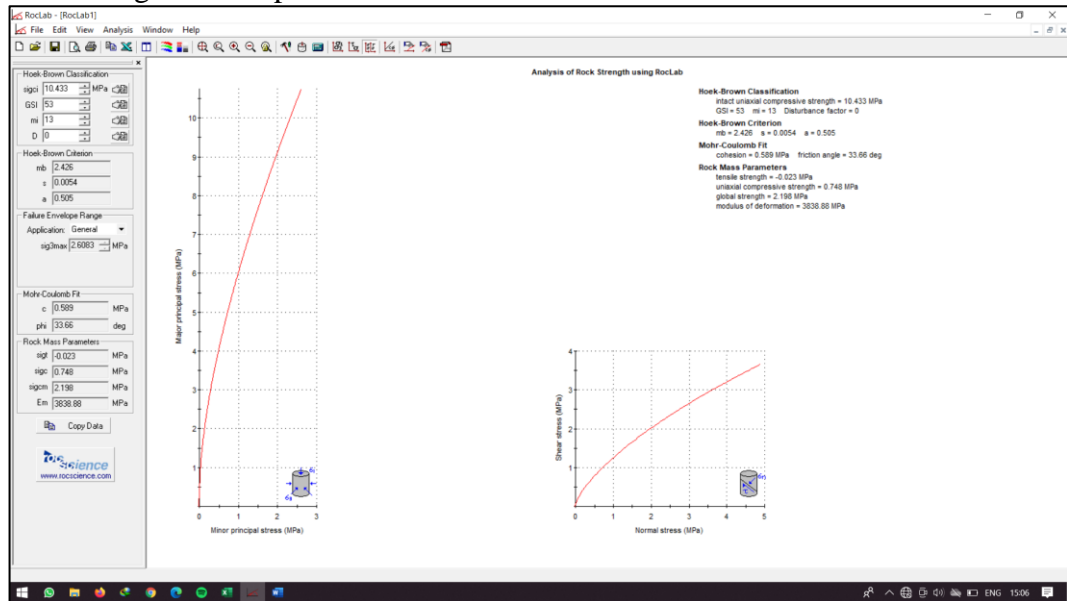 RocLab - [RocLab1]
File Edit View Analysis Window Help
Hoek-Brown Classification
sigci 10.433 MPa
GSI 53
mi 13
D 0
Hoek-Brown Criterion
mb 2.426
s 0.0054
a 0.505
Failure Envelope Range
Application: General
sig3max 2.6083 MPa
Mohr-Coulomb Fit
c 0.589 MPa
phi 33.66 deg
Rock Mass Parameters
sigt -0.023 MPa
sigc 0.748 MPa
sigcm 2.198 MPa
Em 3838.88 MPa
Copy Data
rocscience
www.rocscience.com
Analysis of Rock Strength using RocLab
Hoek-Brown Classification
intact uniaxial compressive strength = 10.433 MPa
GSI = 53 mi = 13 Disturbance factor = 0
Hoek-Brown Criterion
mb = 2.426 s = 0.0054 a = 0.505
Mohr-Coulomb Fit
cohesion = 0.589 MPa friction angle = 33.66 deg
Rock Mass Parameters
tensile strength = -0.023 MPa
uniaxial compressive strength = 0.748 MPa
global strength = 2.198 MPa
modulus of deformation = 3838.88 MPa
Major principal stress (MPa)
10
9
8
7
6
5
4
3
2
1
0 1 2 3
Minor principal stress (MPa)
Shear stress (MPa)
4
3
2
1
0 1 2 3 4 5
Normal stress (MPa)
ENG 15:06